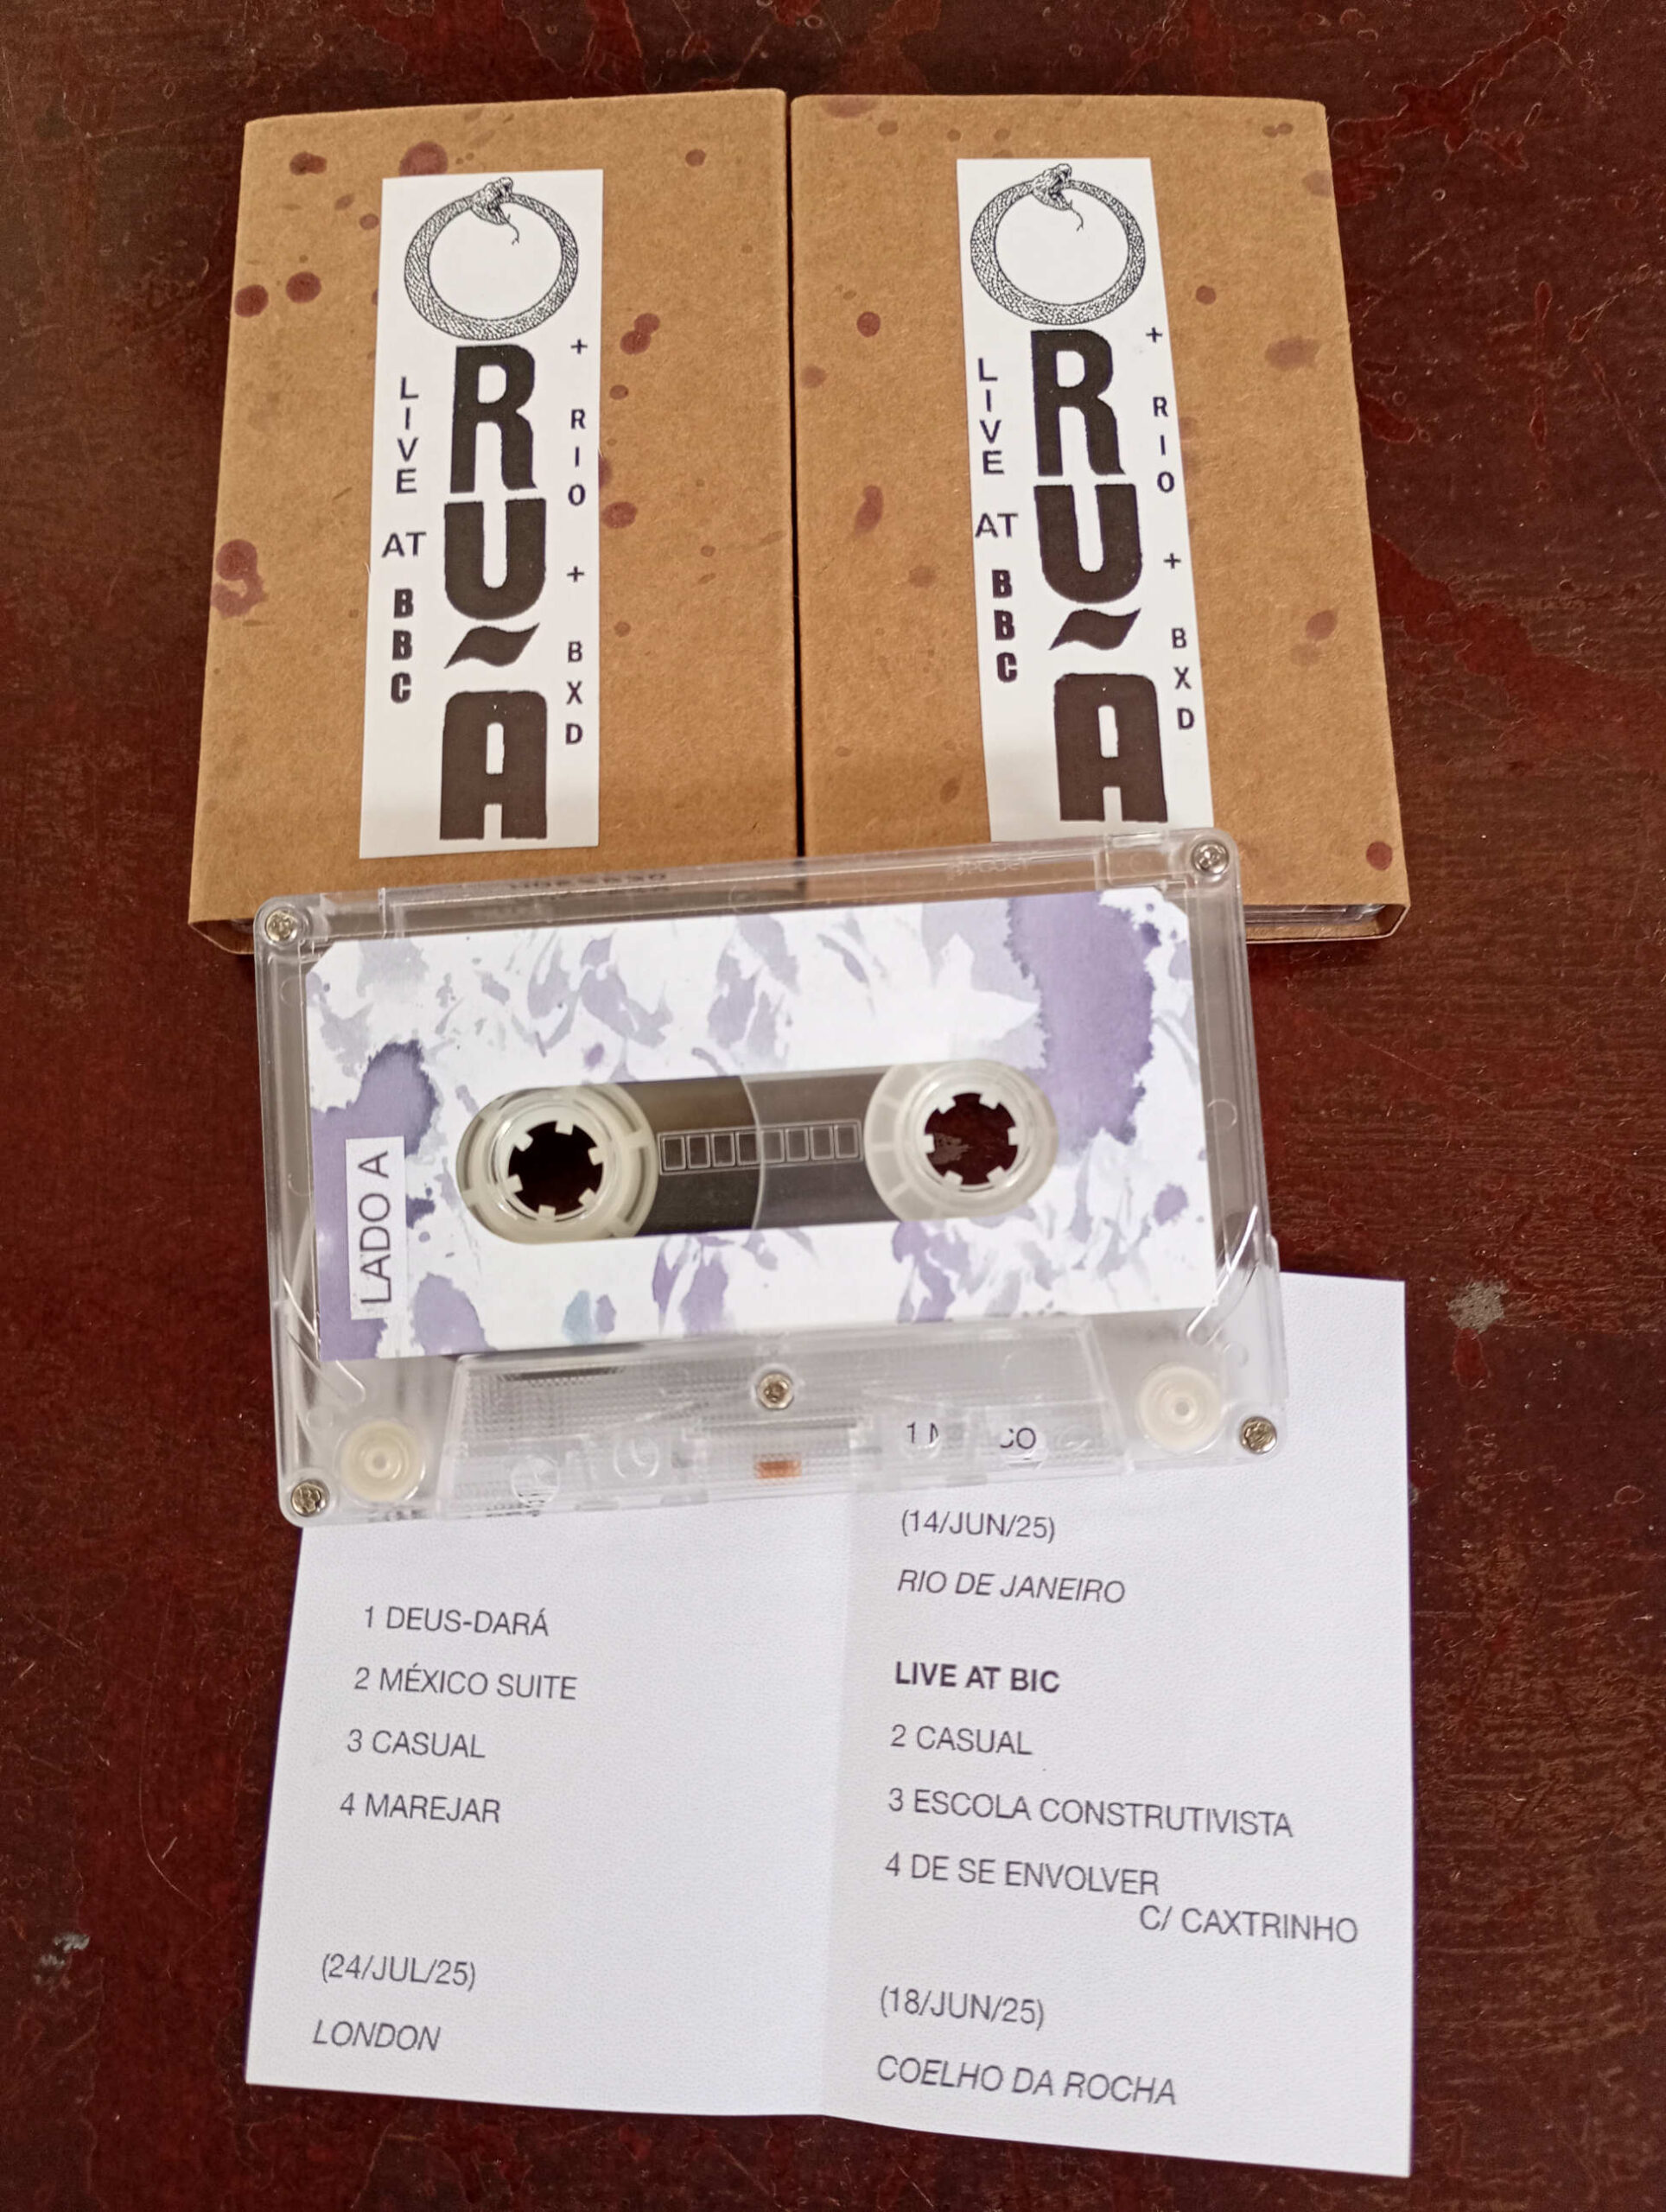 RUÃ
LIVE AT BBC
+ RIO + BXD
RUÃ
LIVE AT BBC
+ RIO + BXD
LADO A
1 DEUS-DARÁ
2 MÉXICO SUITE
3 CASUAL
4 MAREJAR
(24/JUL/25)
LONDON
(14/JUN/25)
RIO DE JANEIRO
LIVE AT BIC
2 CASUAL
3 ESCOLA CONSTRUTIVISTA
4 DE SE ENVOLVER
C/ CAXTRINHO
(18/JUN/25)
COELHO DA ROCHA